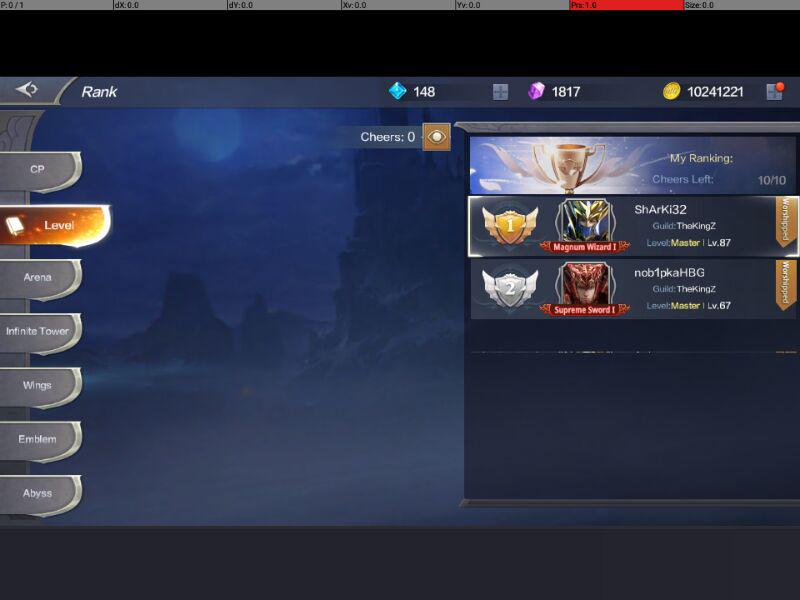 P: 0 / 1 dX: 0.0 dY: 0.0 Xv: 0.0 Yv: 0.0 Prs: 1.0 Size: 0.0
Rank 148 1817 10241221
Cheers: 0
My Ranking:
Cheers Left: 10/10
CP
Level
Arena
Infinite Tower
Wings
Emblem
Abyss
1
Magnum Wizard I
ShArKi32
Guild:TheKingZ
Level:Master | Lv.87
Worshipped
2
Supreme Sword I
nob1pkaHBG
Guild:TheKingZ
Level:Master | Lv.67
Worshipped